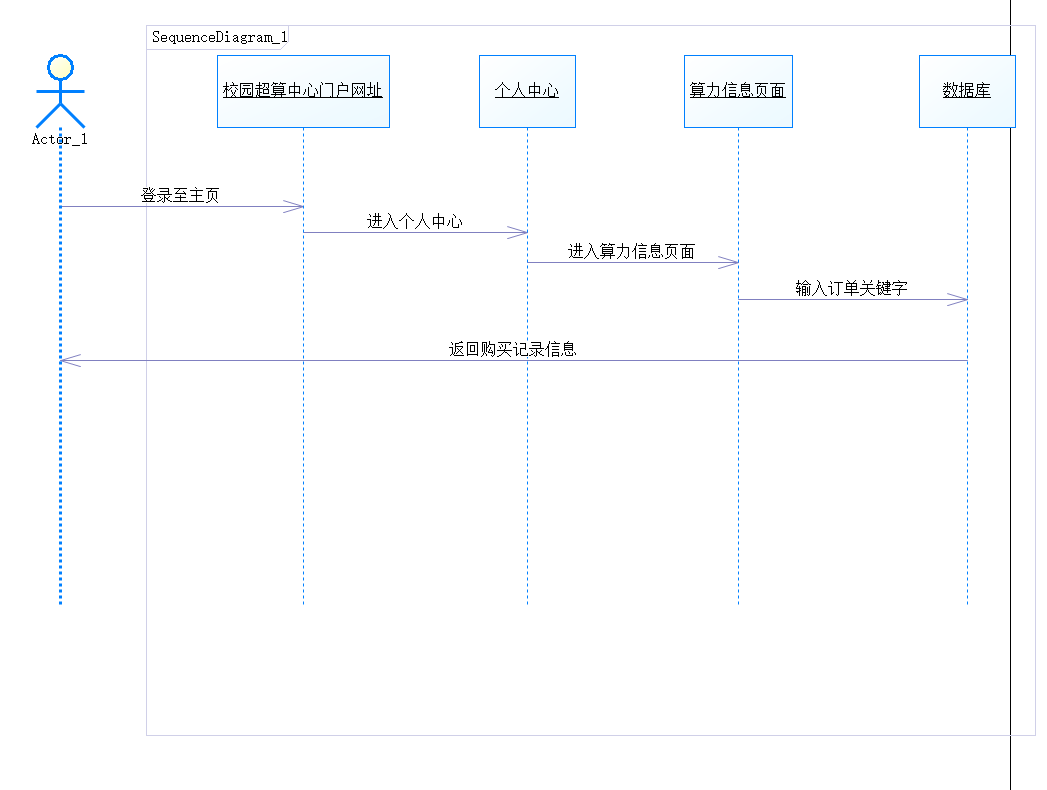 SequenceDiagram_1
校园超算中心门户网址
个人中心
算力信息页面
数据库
Actor_1
登录至主页
进入个人中心
进入算力信息页面
输入订单关键字
返回购买记录信息